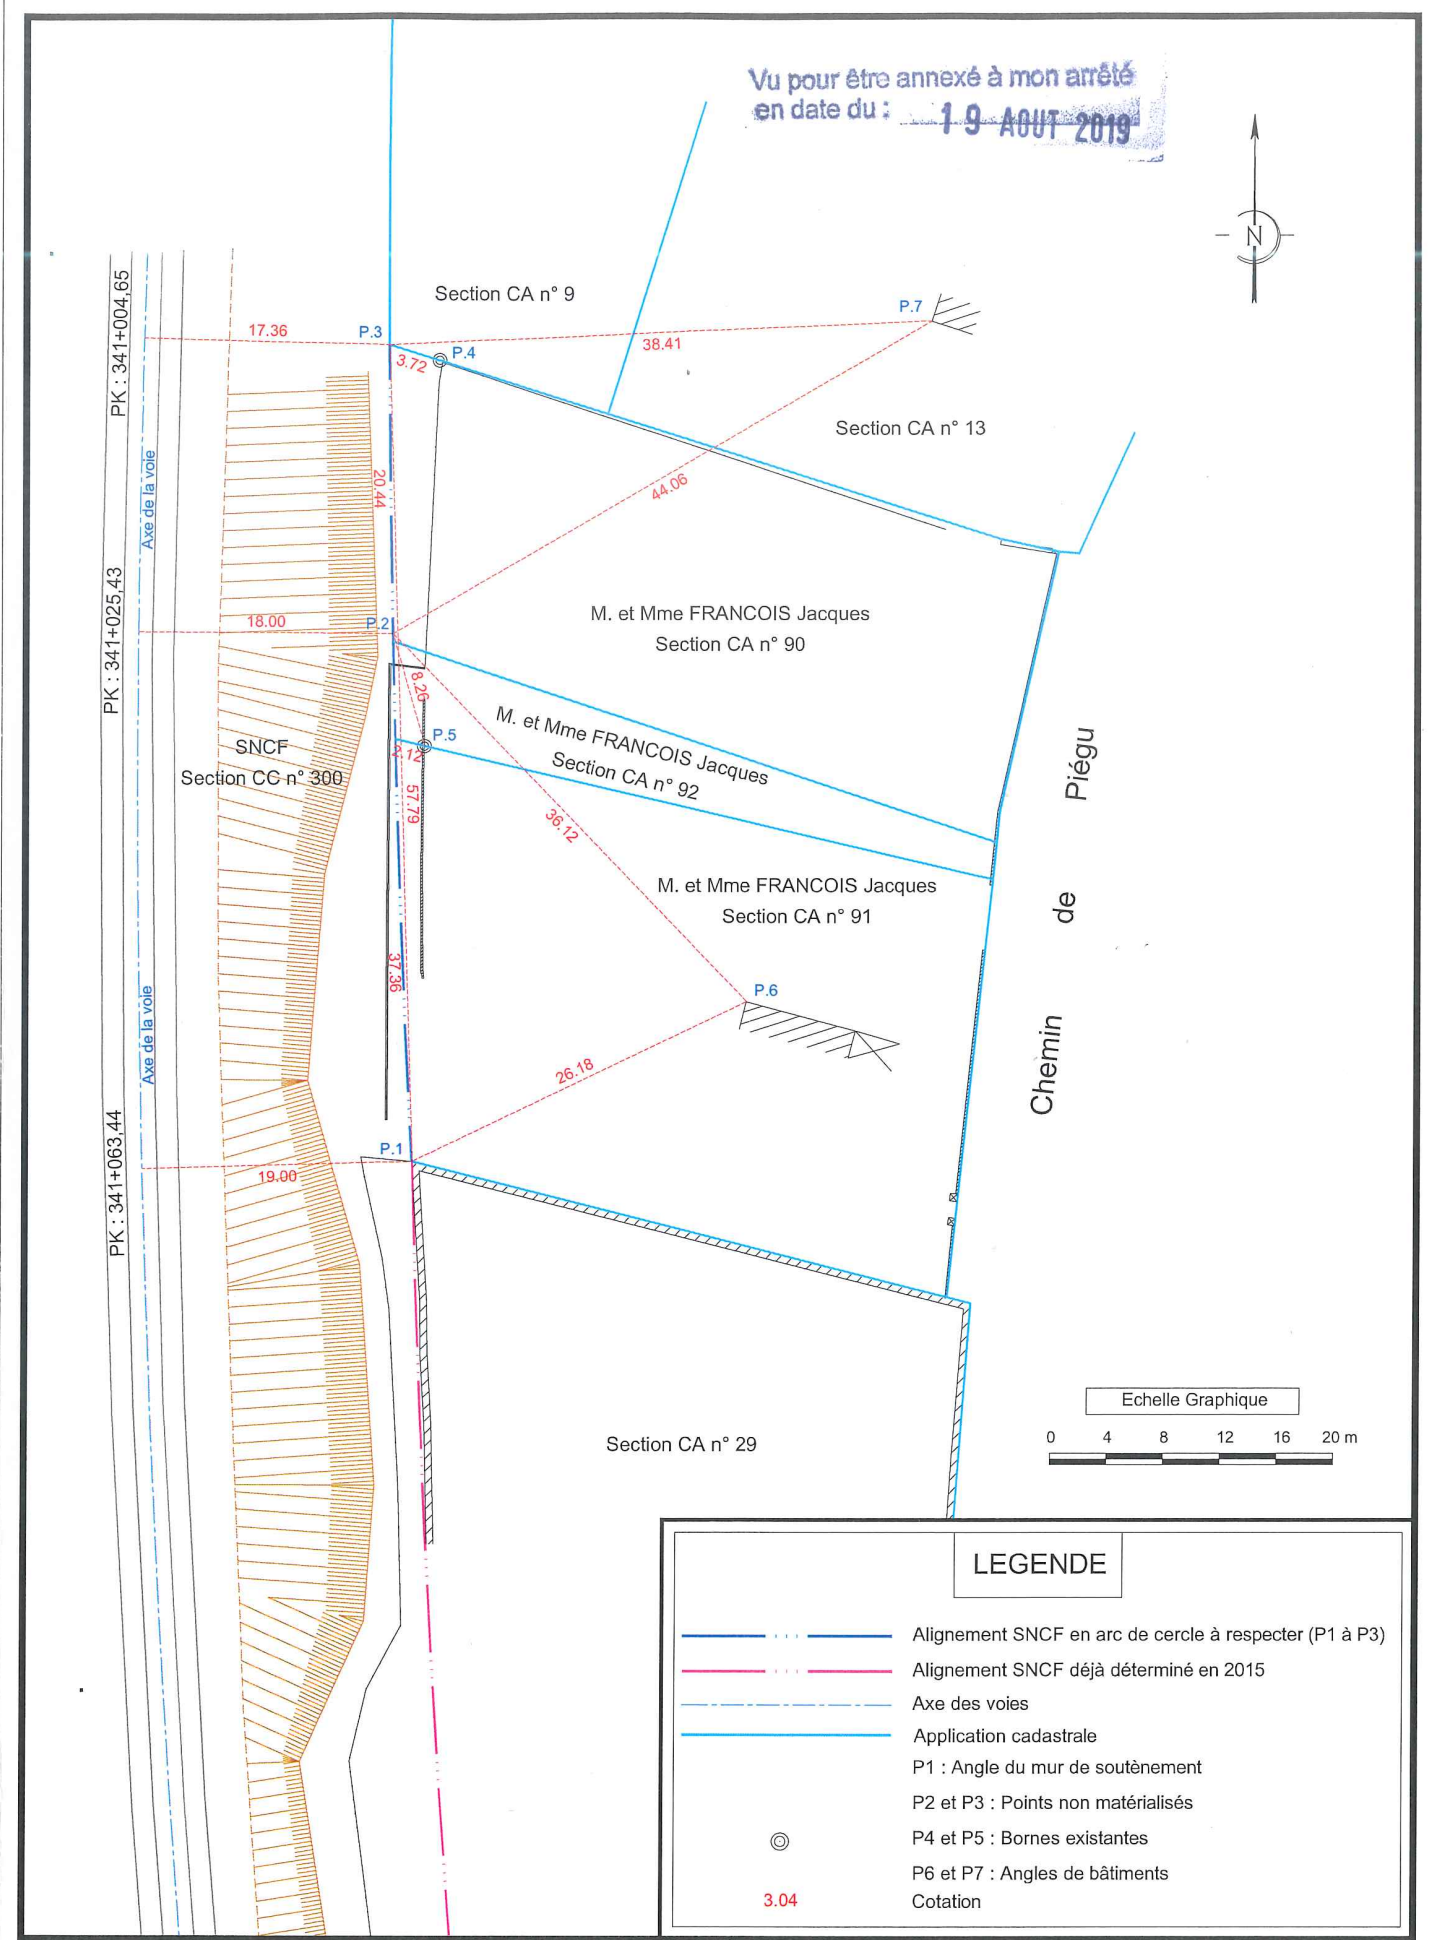 Vu pour être annexé à mon arrêté
en date du : 19 AOUT 2019
N
Section CA n° 9
P.7
17.36
P.3
38.41
3.72
P.4
PK : 341+004,65
Section CA n° 13
Axe de la voie
20.44
44.06
PK : 341+025,43
18.00
P.2
M. et Mme FRANCOIS Jacques
Section CA n° 90
8.26
SNCF
Section CC n° 300
P.5
2.12
M. et Mme FRANCOIS Jacques
Section CA n° 92
57.79
36.12
Chemin de Piégu
M. et Mme FRANCOIS Jacques
Section CA n° 91
37.36
P.6
Axe de la voie
26.18
PK : 341+063,44
P.1
19.00
Section CA n° 29
Echelle Graphique
0 4 8 12 16 20 m
LEGENDE
Alignement SNCF en arc de cercle à respecter (P1 à P3)
Alignement SNCF déjà déterminé en 2015
Axe des voies
Application cadastrale
P1 : Angle du mur de soutènement
P2 et P3 : Points non matérialisés
P4 et P5 : Bornes existantes
P6 et P7 : Angles de bâtiments
3.04 Cotation